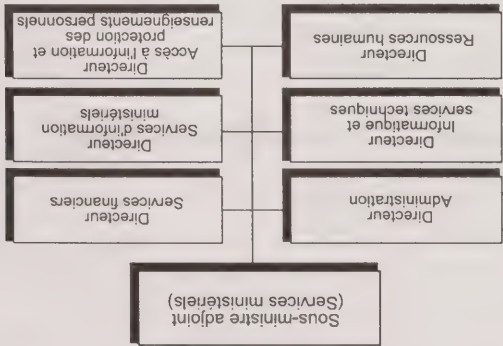 Sous-ministre adjoint
(Services ministériels)
Directeur
Services financiers
Directeur
Administration
Directeur
Services d'information
ministériels
Directeur
Informatique et
services techniques
Directeur
Accès à l'information et
protection des
renseignements personnels
Directeur
Ressources humaines